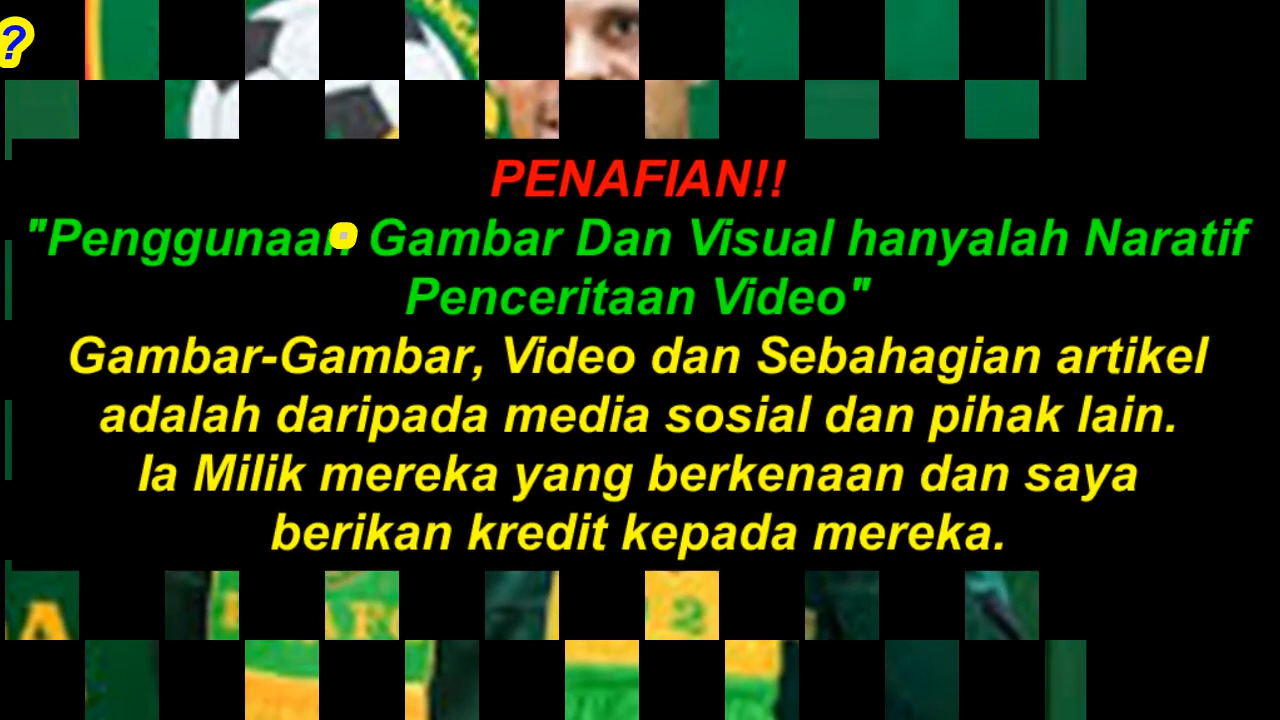 ?
PENAFIAN!!
"Penggunaan Gambar Dan Visual hanyalah Naratif
Penceritaan Video"
Gambar-Gambar, Video dan Sebahagian artikel
adalah daripada media sosial dan pihak lain.
Ia Milik mereka yang berkenaan dan saya
berikan kredit kepada mereka.
A
2